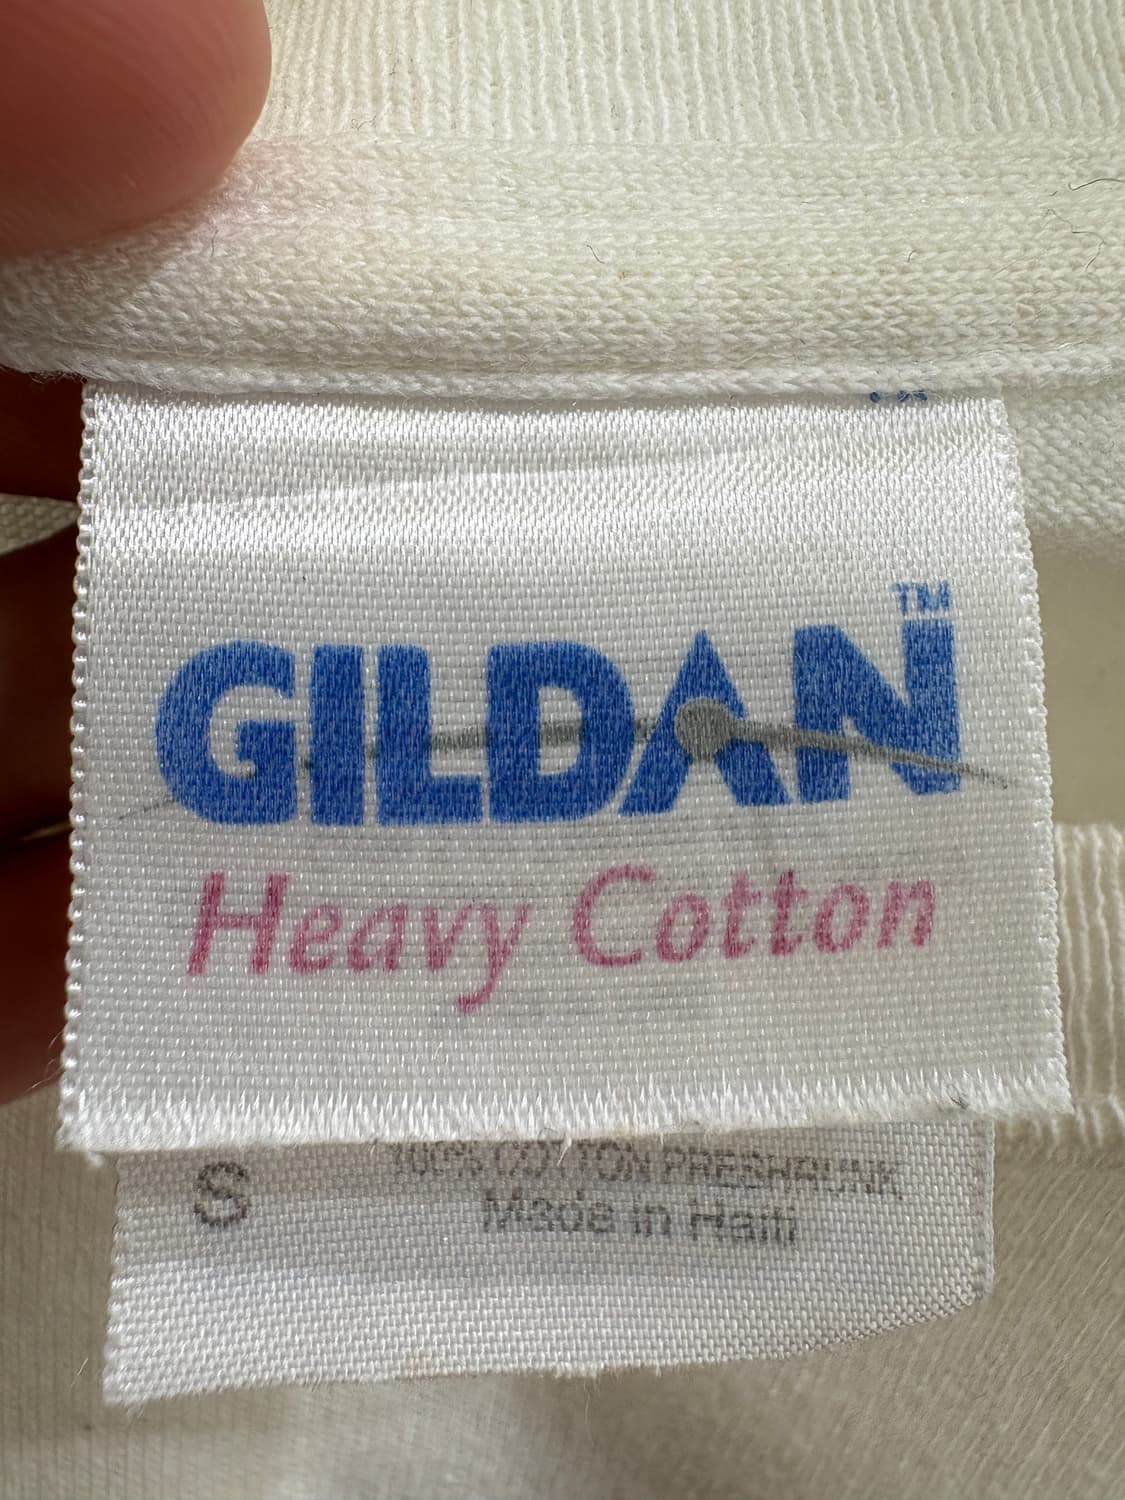 GILDAN™
Heavy Cotton
S
100% COTTON PRESHRUNK
Made in Haiti